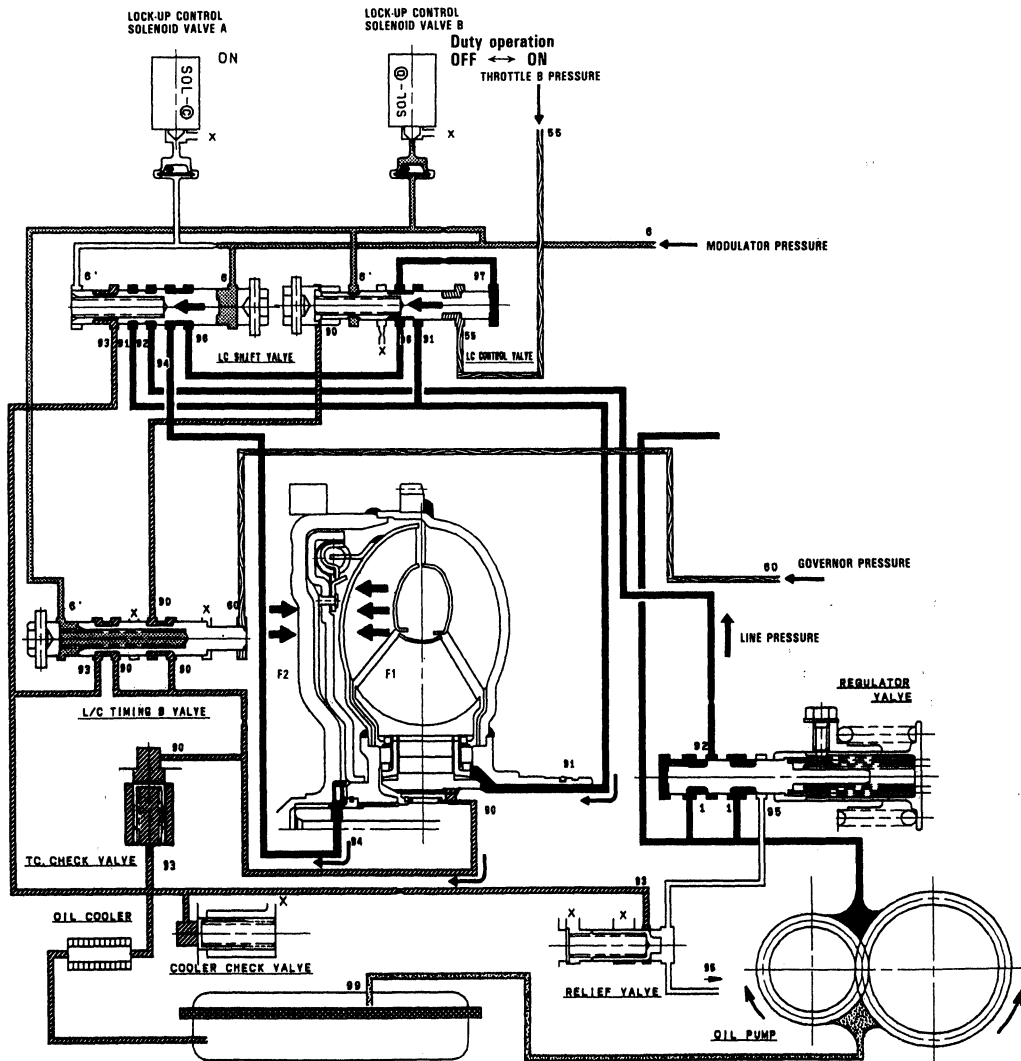 LOCK-UP CONTROL
SOLENOID VALVE A
ON
SOL-C
X
LOCK-UP CONTROL
SOLENOID VALVE B
Duty operation
OFF ↔ ON
SOL-D
X
THROTTLE B PRESSURE
55
6
MODULATOR PRESSURE
6'
6
6'
97
93
91
92
94
96
LC SHIFT VALVE
90
X
96
91
55
LC CONTROL VALVE
60
GOVERNOR PRESSURE
6'
X
90
X
60
93
90
90
L/C TIMING B VALVE
F2
F1
LINE PRESSURE
REGULATOR
VALVE
92
1
1
95
90
TC. CHECK VALVE
93
91
90
94
93
OIL COOLER
X
COOLER CHECK VALVE
X
X
RELIEF VALVE
99
OIL PUMP